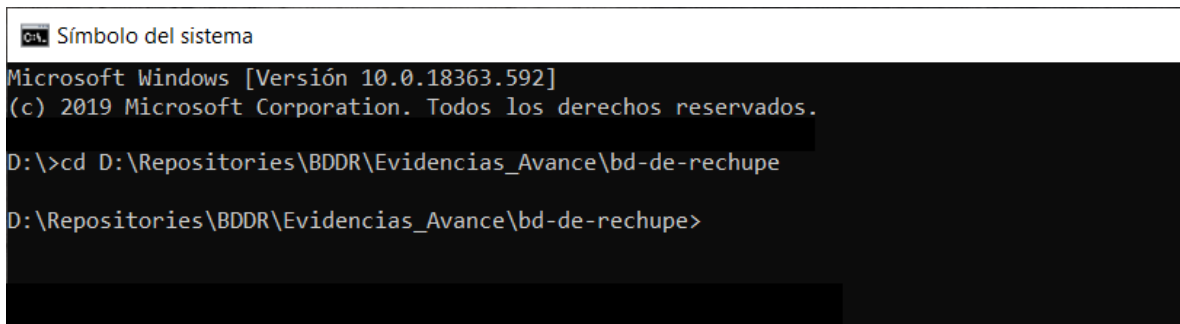 C:\. Símbolo del sistema
Microsoft Windows [Versión 10.0.18363.592]
(c) 2019 Microsoft Corporation. Todos los derechos reservados.
D:\>cd D:\Repositories\BDDR\Evidencias_Avance\bd-de-rechupe
D:\Repositories\BDDR\Evidencias_Avance\bd-de-rechupe>